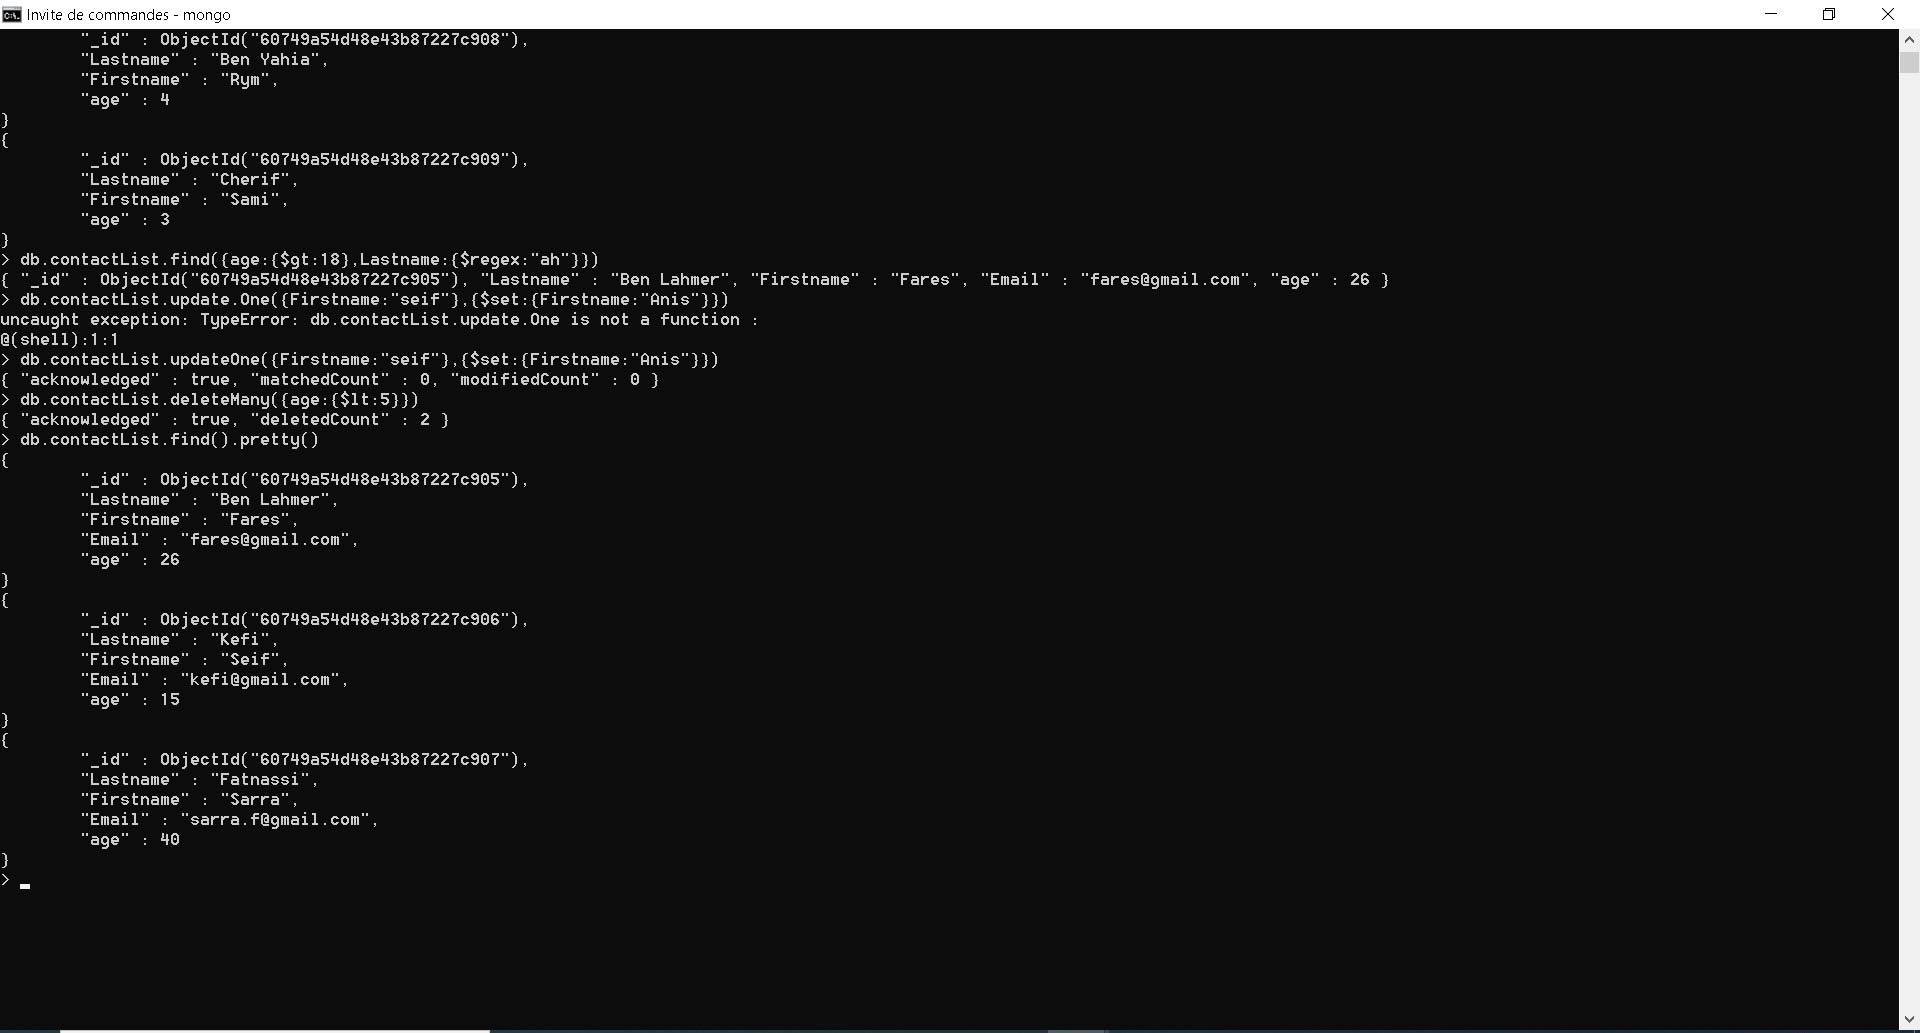 Invite de commandes - mongo
"_id" : ObjectId("60749a54d48e43b87227c908"),
"Lastname" : "Ben Yahia",
"Firstname" : "Rym",
"age" : 4
}
{
"_id" : ObjectId("60749a54d48e43b87227c909"),
"Lastname" : "Cherif",
"Firstname" : "Sami",
"age" : 3
}
> db.contactList.find({age:{$gt:18},Lastname:{$regex:"ah"}})
{ "_id" : ObjectId("60749a54d48e43b87227c905"), "Lastname" : "Ben Lahmer", "Firstname" : "Fares", "Email" : "fares@gmail.com", "age" : 26 }
> db.contactList.update.One({Firstname:"seif"},{$set:{Firstname:"Anis"}})
uncaught exception: TypeError: db.contactList.update.One is not a function :
@(shell):1:1
> db.contactList.updateOne({Firstname:"seif"},{$set:{Firstname:"Anis"}})
{ "acknowledged" : true, "matchedCount" : 0, "modifiedCount" : 0 }
> db.contactList.deleteMany({age:{$lt:5}})
{ "acknowledged" : true, "deletedCount" : 2 }
> db.contactList.find().pretty()
{
"_id" : ObjectId("60749a54d48e43b87227c905"),
"Lastname" : "Ben Lahmer",
"Firstname" : "Fares",
"Email" : "fares@gmail.com",
"age" : 26
}
{
"_id" : ObjectId("60749a54d48e43b87227c906"),
"Lastname" : "Kefi",
"Firstname" : "Seif",
"Email" : "kefi@gmail.com",
"age" : 15
}
{
"_id" : ObjectId("60749a54d48e43b87227c907"),
"Lastname" : "Fatnassi",
"Firstname" : "Sarra",
"Email" : "sarra.f@gmail.com",
"age" : 40
}
>